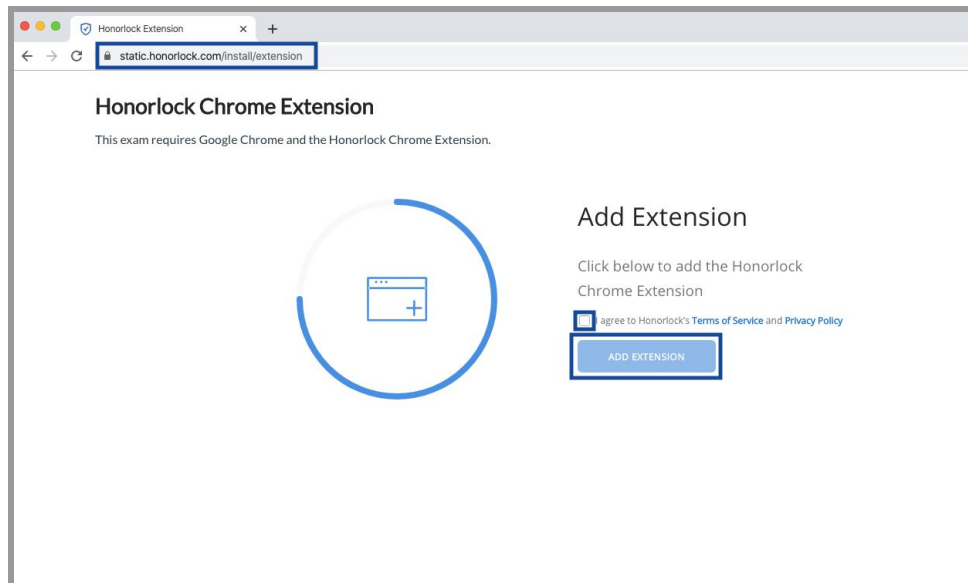 Honorlock Extension
static.honorlock.com/install/extension
Honorlock Chrome Extension
This exam requires Google Chrome and the Honorlock Chrome Extension.
Add Extension
Click below to add the Honorlock
Chrome Extension
I agree to Honorlock's Terms of Service and Privacy Policy
ADD EXTENSION